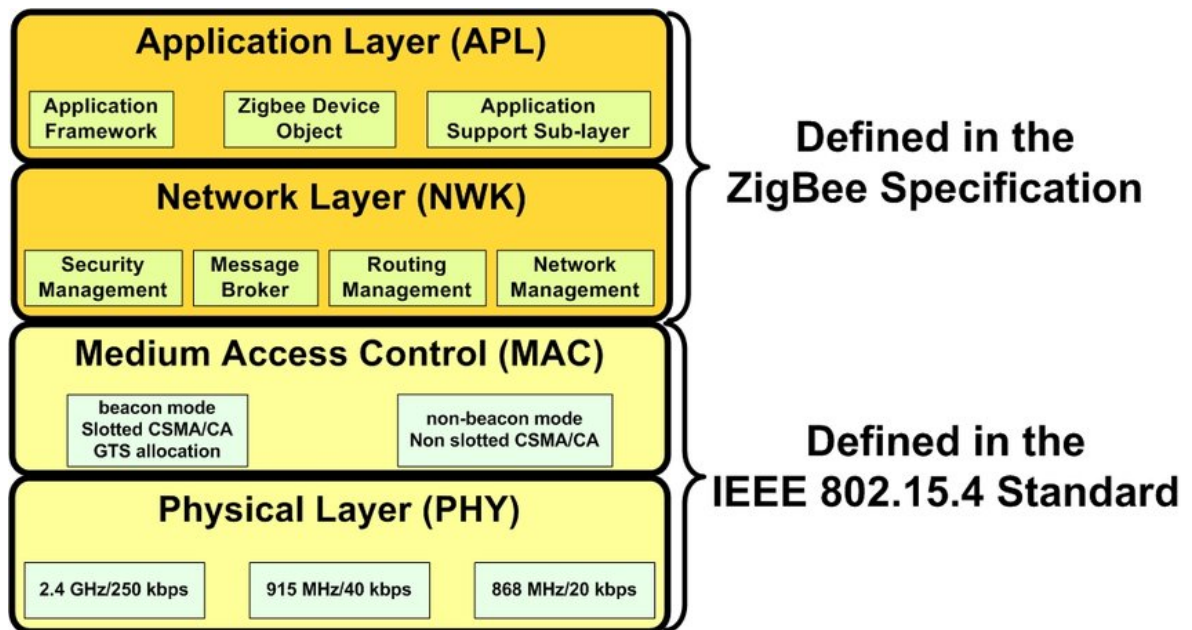 Application Layer (APL)
Application
Framework
Zigbee Device
Object
Application
Support Sub-layer
Defined in the
ZigBee Specification
Network Layer (NWK)
Security
Management
Message
Broker
Routing
Management
Network
Management
Medium Access Control (MAC)
beacon mode
Slotted CSMA/CA
GTS allocation
non-beacon mode
Non slotted CSMA/CA
Defined in the
IEEE 802.15.4 Standard
Physical Layer (PHY)
2.4 GHz/250 kbps
915 MHz/40 kbps
868 MHz/20 kbps